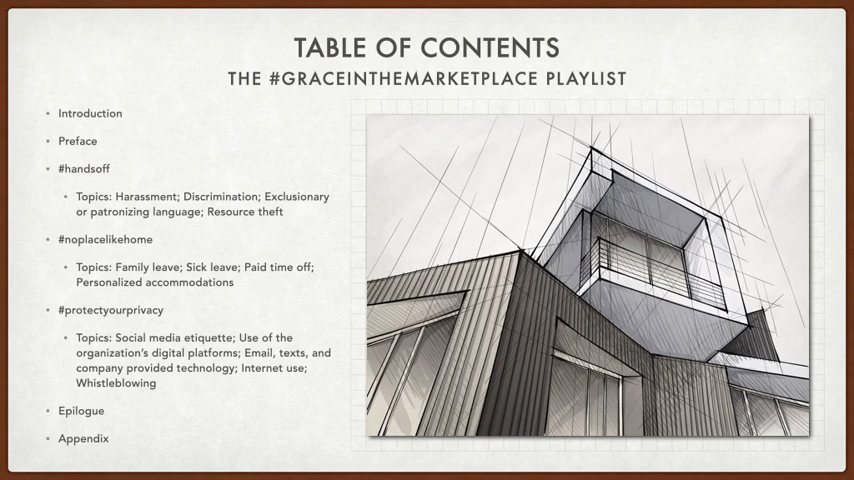 TABLE OF CONTENTS
THE #GRACEINTHEMARKETPLACE PLAYLIST
• Introduction
• Preface
• #handsoff
• Topics: Harassment; Discrimination; Exclusionary
or patronizing language; Resource theft
• #noplacelikehome
• Topics: Family leave; Sick leave; Paid time off;
Personalized accommodations
• #protectyourprivacy
• Topics: Social media etiquette; Use of the
organization's digital platforms; Email, texts, and
company provided technology; Internet use;
Whistleblowing
• Epilogue
• Appendix